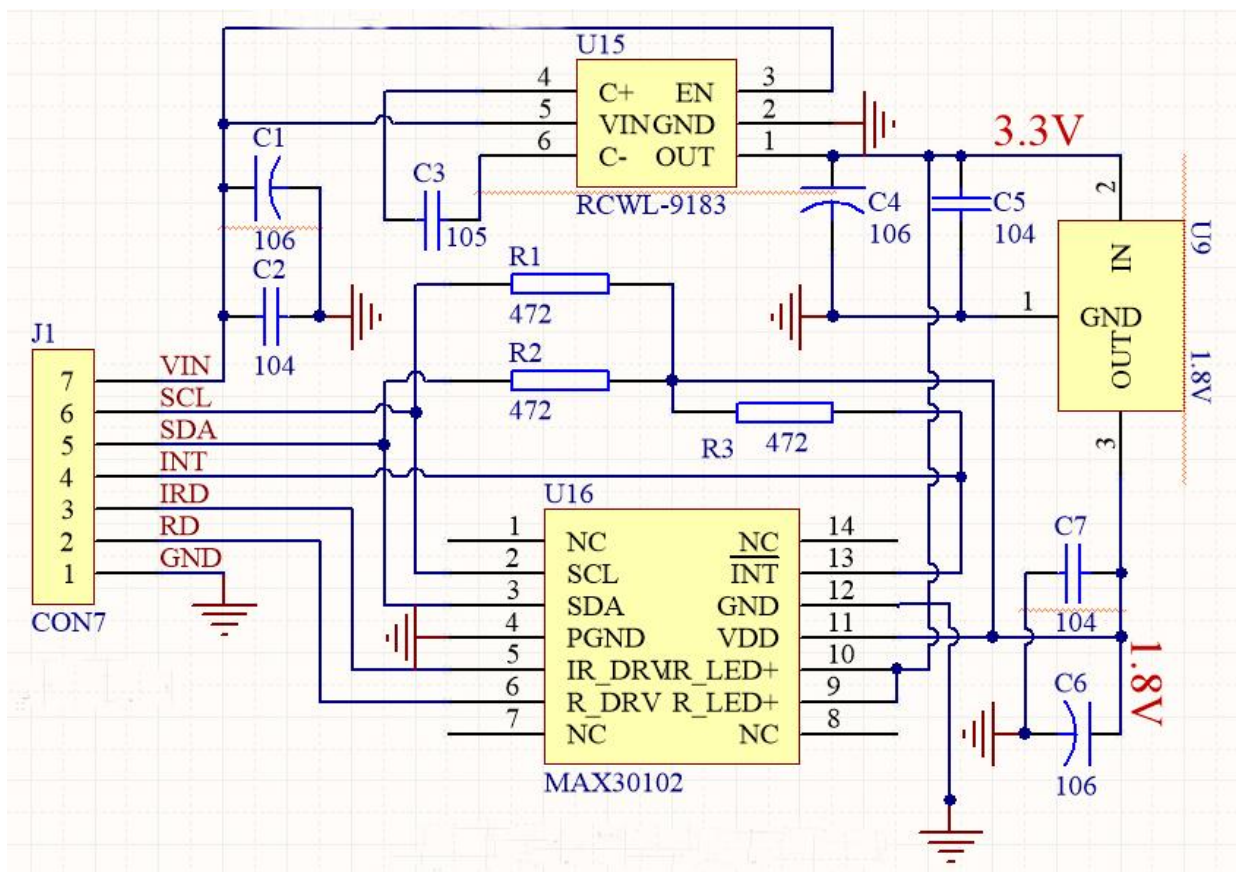 U15
4 C+ EN 3
5 VIN GND 2
6 C- OUT 1
RCWL-9183
3.3V
C1
106
C2
104
C3
105
C4
106
C5
104
2
IN
1 GND
OUT
3
U9
1.8V
R1
472
R2
472
R3 472
J1
7 VIN
6 SCL
5 SDA
4 INT
3 IRD
2 RD
1 GND
CON7
U16
1 NC NC 14
2 SCL INT 13
3 SDA GND 12
4 PGND VDD 11
5 IR_DRV IR_LED+ 10
6 R_DRV R_LED+ 9
7 NC NC 8
MAX30102
C7
104
1.8V
C6
106